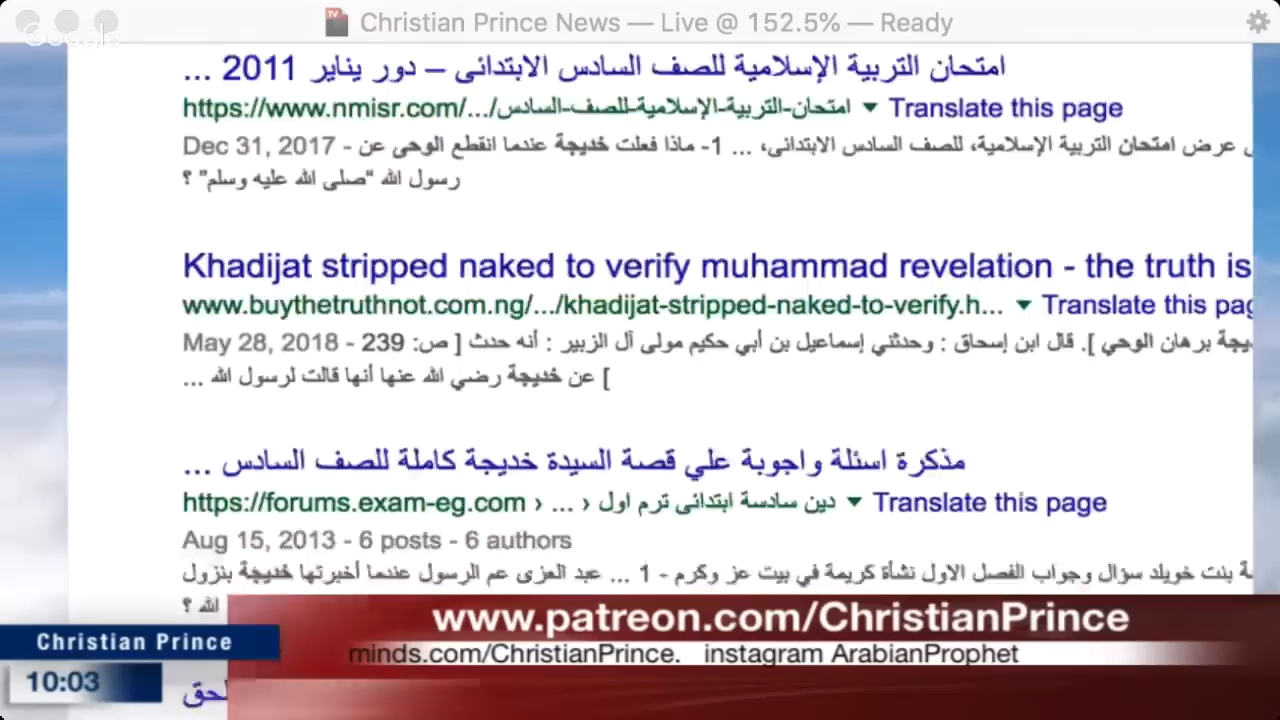 Christian Prince News — Live @ 152.5% — Ready
Google
امتحان التربية الإسلامية للصف السادس الابتدائى – دور يناير 2011 ...
https://www.nmisr.com/.../امتحان-التربية-الإسلامية-للصف-السادس ▼ Translate this page
Dec 31, 2017 - عرض امتحان التربية الإسلامية، للصف السادس الابتدائى، ... 1- ماذا فعلت خديجة عندما انقطع الوحى عن
رسول الله “صلى الله عليه وسلم” ؟
Khadijat stripped naked to verify muhammad revelation - the truth is
www.buythetruthnot.com.ng/.../khadijat-stripped-naked-to-verify.h... ▼ Translate this pag
May 28, 2018 - يجة برهان الوحي ]. قال ابن إسحاق : وحدثني إسماعيل بن أبي حكيم مولى آل الزبير : أنه حدث [ ص: 239
] عن خديجة رضي الله عنها أنها قالت لرسول الله ...
مذكرة اسئلة واجوبة علي قصة السيدة خديجة كاملة للصف السادس ...
https://forums.exam-eg.com › ... › دين سادسة ابتدائى ترم اول ▼ Translate this page
Aug 15, 2013 - 6 posts - 6 authors
ة بنت خويلد سؤال وجواب الفصل الاول نشأة كريمة في بيت عز وكرم - 1 ... عبد العزى عم الرسول عندما أخبرتها خديجة بنزول
الله ؟
www.patreon.com/ChristianPrince
Christian Prince
minds.com/ChristianPrince. instagram ArabianProphet
10:03
لحق